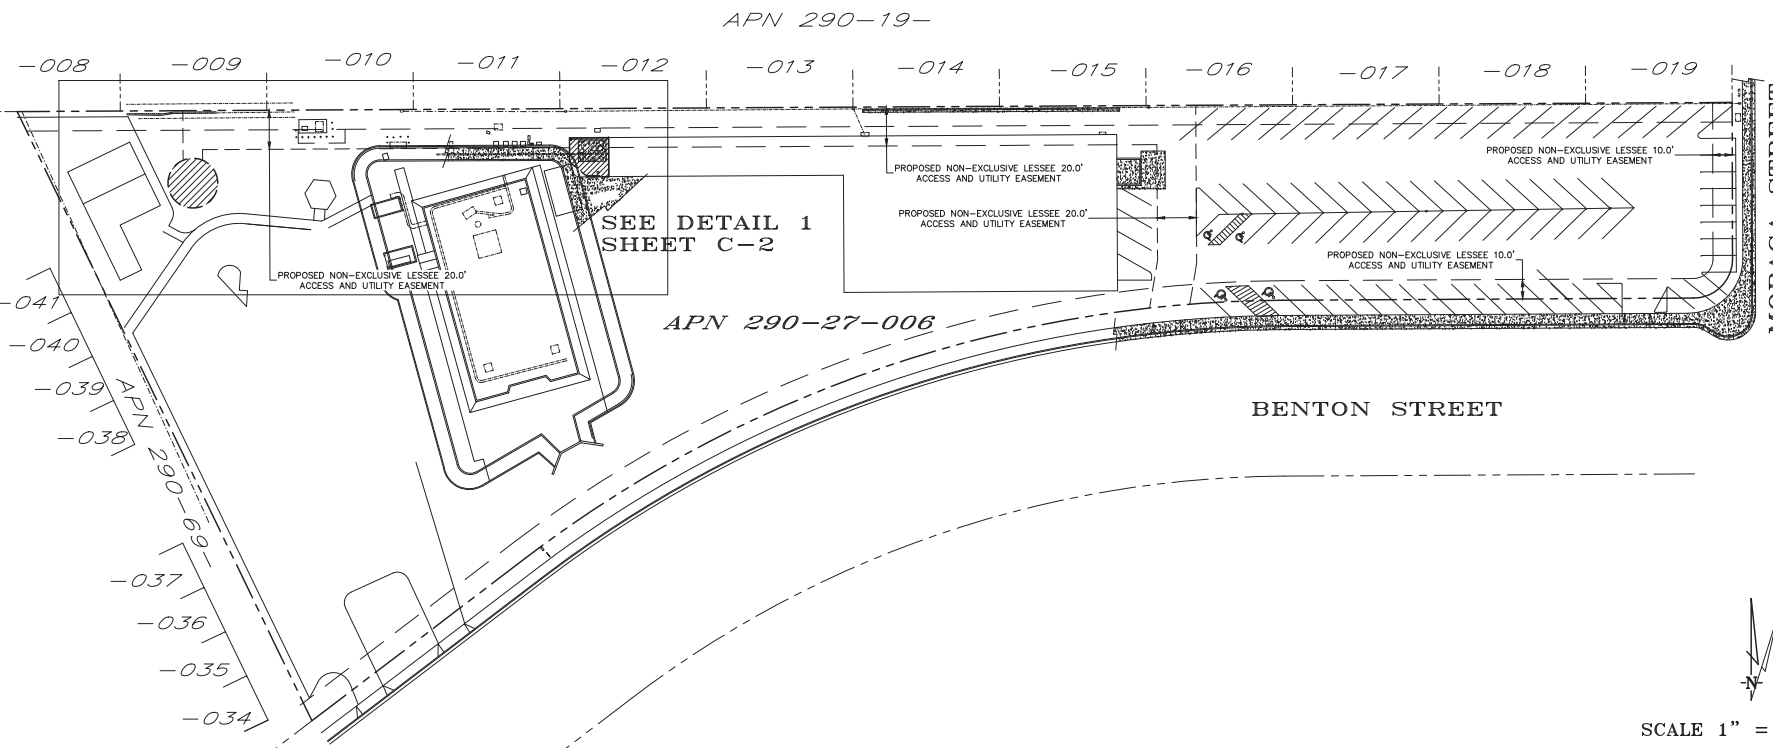 APN 290-19-
-008
-009
-010
-011
-012
-013
-014
-015
-016
-017
-018
-019
PROPOSED NON-EXCLUSIVE LESSEE 10.0'
ACCESS AND UTILITY EASEMENT
PROPOSED NON-EXCLUSIVE LESSEE 20.0'
ACCESS AND UTILITY EASEMENT
PROPOSED NON-EXCLUSIVE LESSEE 20.0'
ACCESS AND UTILITY EASEMENT
SEE DETAIL 1
SHEET C-2
PROPOSED NON-EXCLUSIVE LESSEE 10.0'
ACCESS AND UTILITY EASEMENT
PROPOSED NON-EXCLUSIVE LESSEE 20.0'
ACCESS AND UTILITY EASEMENT
MORAGA STREET
APN 290-27-006
-041
-040
-039
-038
APN 290-69-
BENTON STREET
-037
-036
-035
-034
-N-
SCALE 1" =